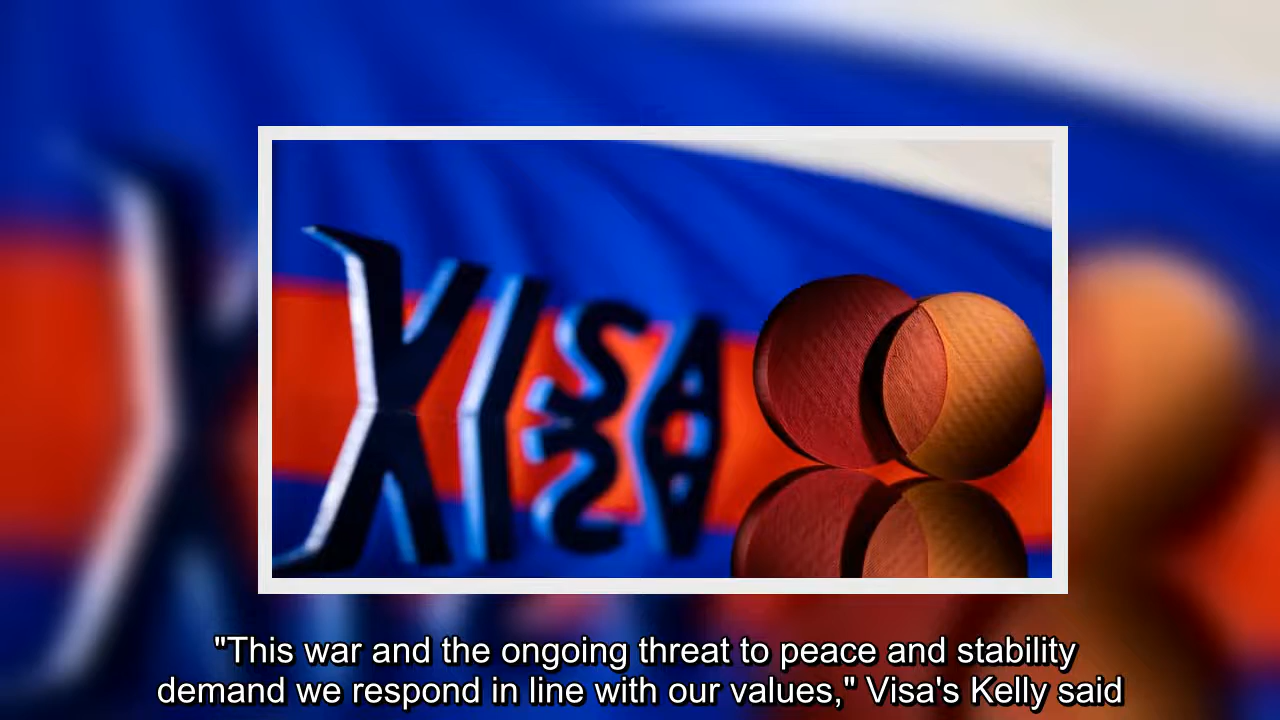 VISA
"This war and the ongoing threat to peace and stability
demand we respond in line with our values," Visa's Kelly said